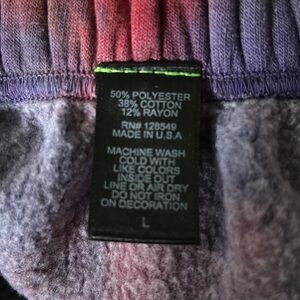 50% POLYESTER
38% COTTON
12% RAYON
RN# 128549
MADE IN U.S.A
MACHINE WASH
COLD WITH
LIKE COLORS
INSIDE OUT
LINE OR AIR DRY
DO NOT IRON
ON DECORATION
L